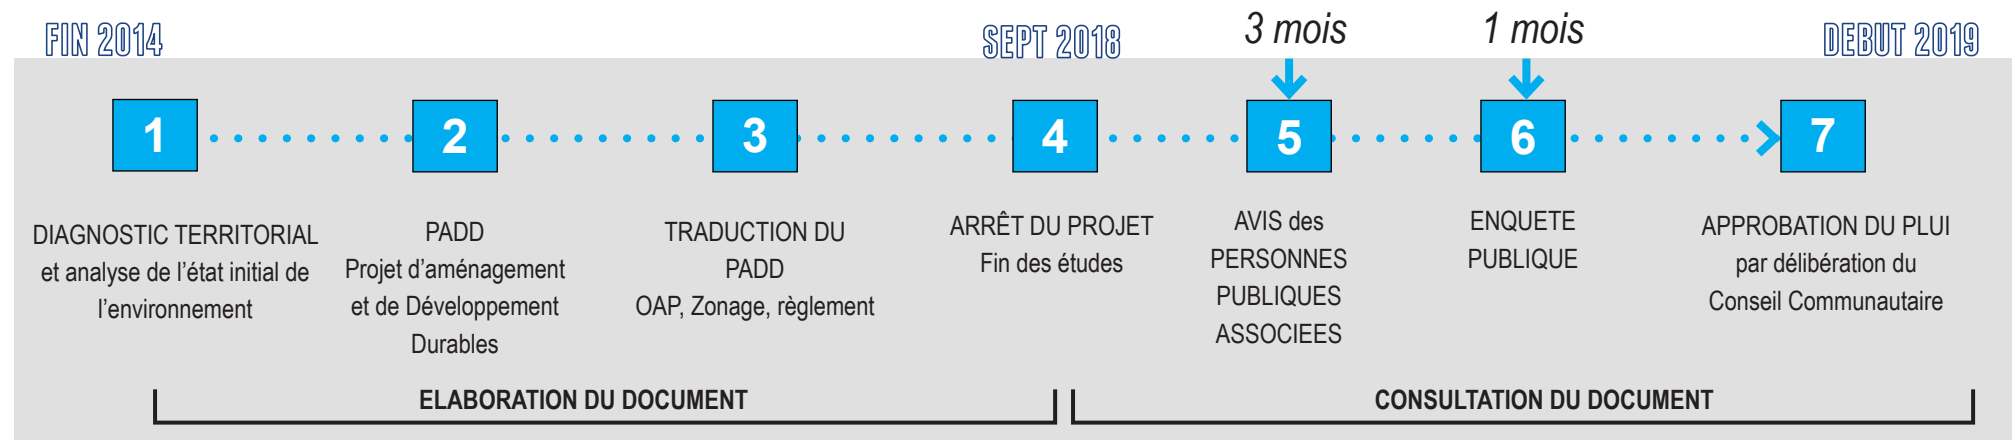 FIN 2014
SEPT 2018
3 mois
1 mois
DEBUT 2019
1
2
3
4
5
6
7
DIAGNOSTIC TERRITORIAL
et analyse de l’état initial de
l’environnement
PADD
Projet d’aménagement
et de Développement
Durables
TRADUCTION DU
PADD
OAP, Zonage, règlement
ARRÊT DU PROJET
Fin des études
AVIS des
PERSONNES
PUBLIQUES
ASSOCIEES
ENQUETE
PUBLIQUE
APPROBATION DU PLUI
par délibération du
Conseil Communautaire
ELABORATION DU DOCUMENT
CONSULTATION DU DOCUMENT